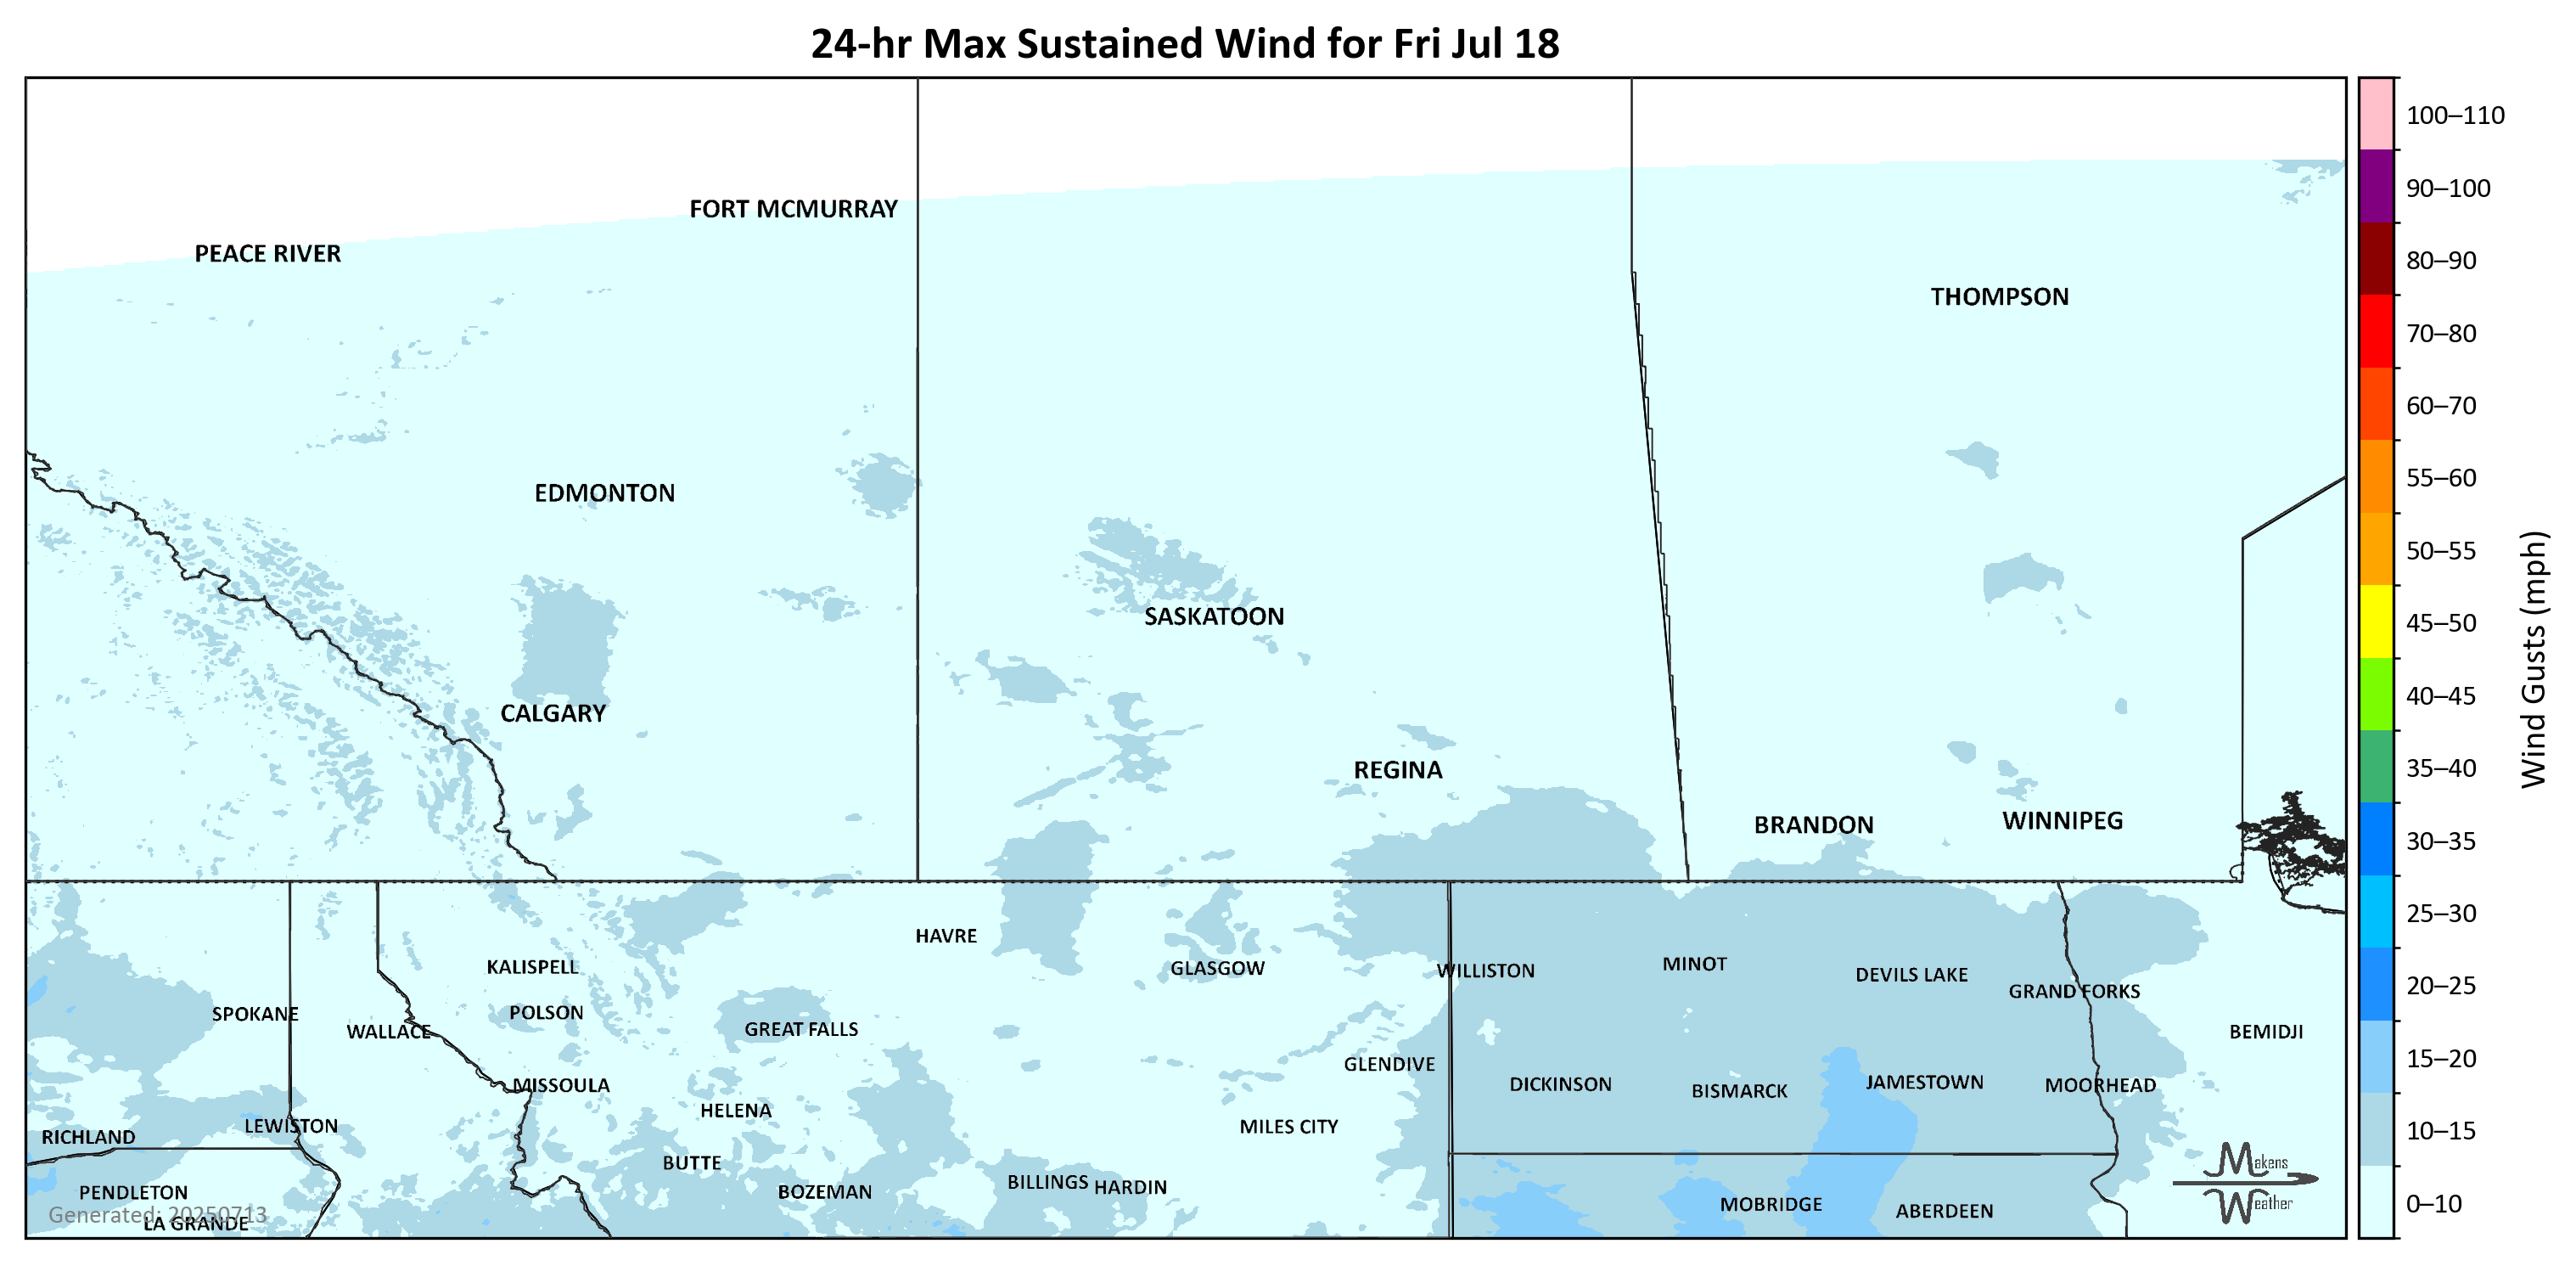 24-hr Max Sustained Wind for Fri Jul 18
100–110
90–100
80–90
70–80
60–70
55–60
50–55
45–50
40–45
35–40
30–35
25–30
20–25
15–20
10–15
0–10
Wind Gusts (mph)
FORT MCMURRAY
PEACE RIVER
THOMPSON
EDMONTON
SASKATOON
CALGARY
REGINA
BRANDON
WINNIPEG
HAVRE
KALISPELL
GLASGOW
WILLISTON
MINOT
DEVILS LAKE
GRAND FORKS
SPOKANE
POLSON
WALLACE
GREAT FALLS
BEMIDJI
GLENDIVE
MISSOULA
DICKINSON
BISMARCK
JAMESTOWN
MOORHEAD
HELENA
LEWISTON
MILES CITY
RICHLAND
BUTTE
PENDLETON
BOZEMAN
BILLINGS
HARDIN
MOBRIDGE
ABERDEEN
LA GRANDE
Generated: 20250713
Makens
Weather